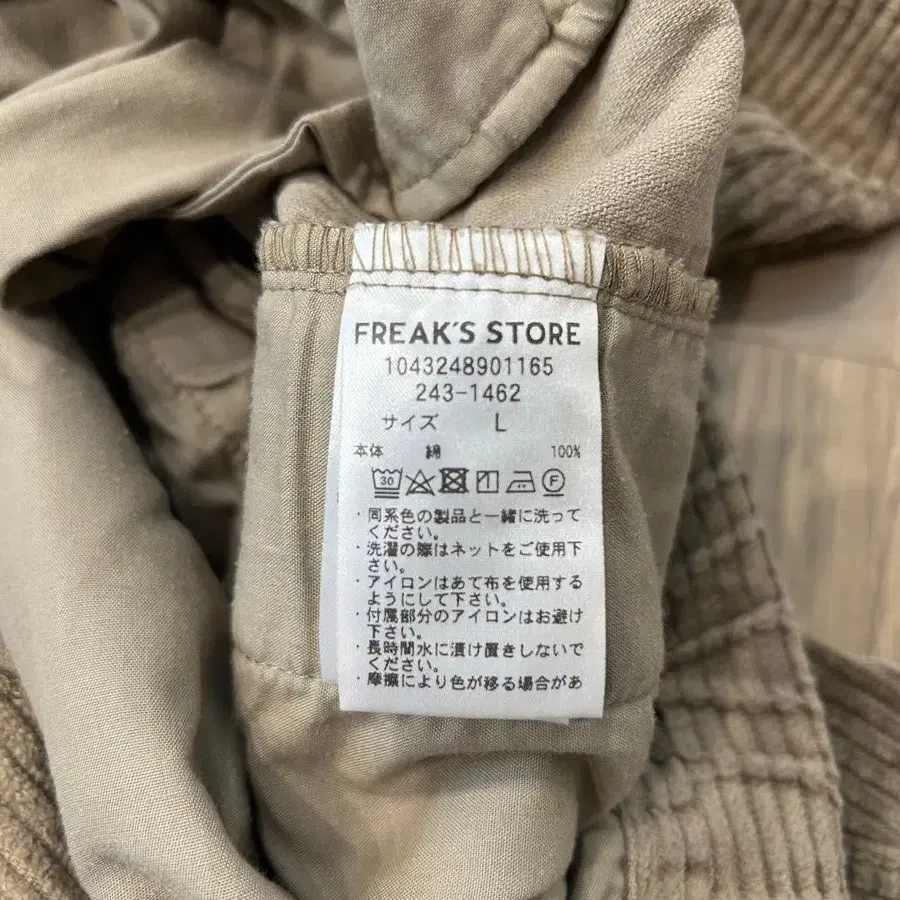 FREAK'S STORE
1043248901165
243-1462
サイズ L
本体 綿 100%
30 F
・同系色の製品と一緒に洗って
ください。
・洗濯の際はネットをご使用下
さい。
・アイロンはあて布を使用する
ようにして下さい。
・付属部分のアイロンはお避け
下さい。
・長時間水に漬け置きしないで
ください。
・摩擦により色が移る場合があ